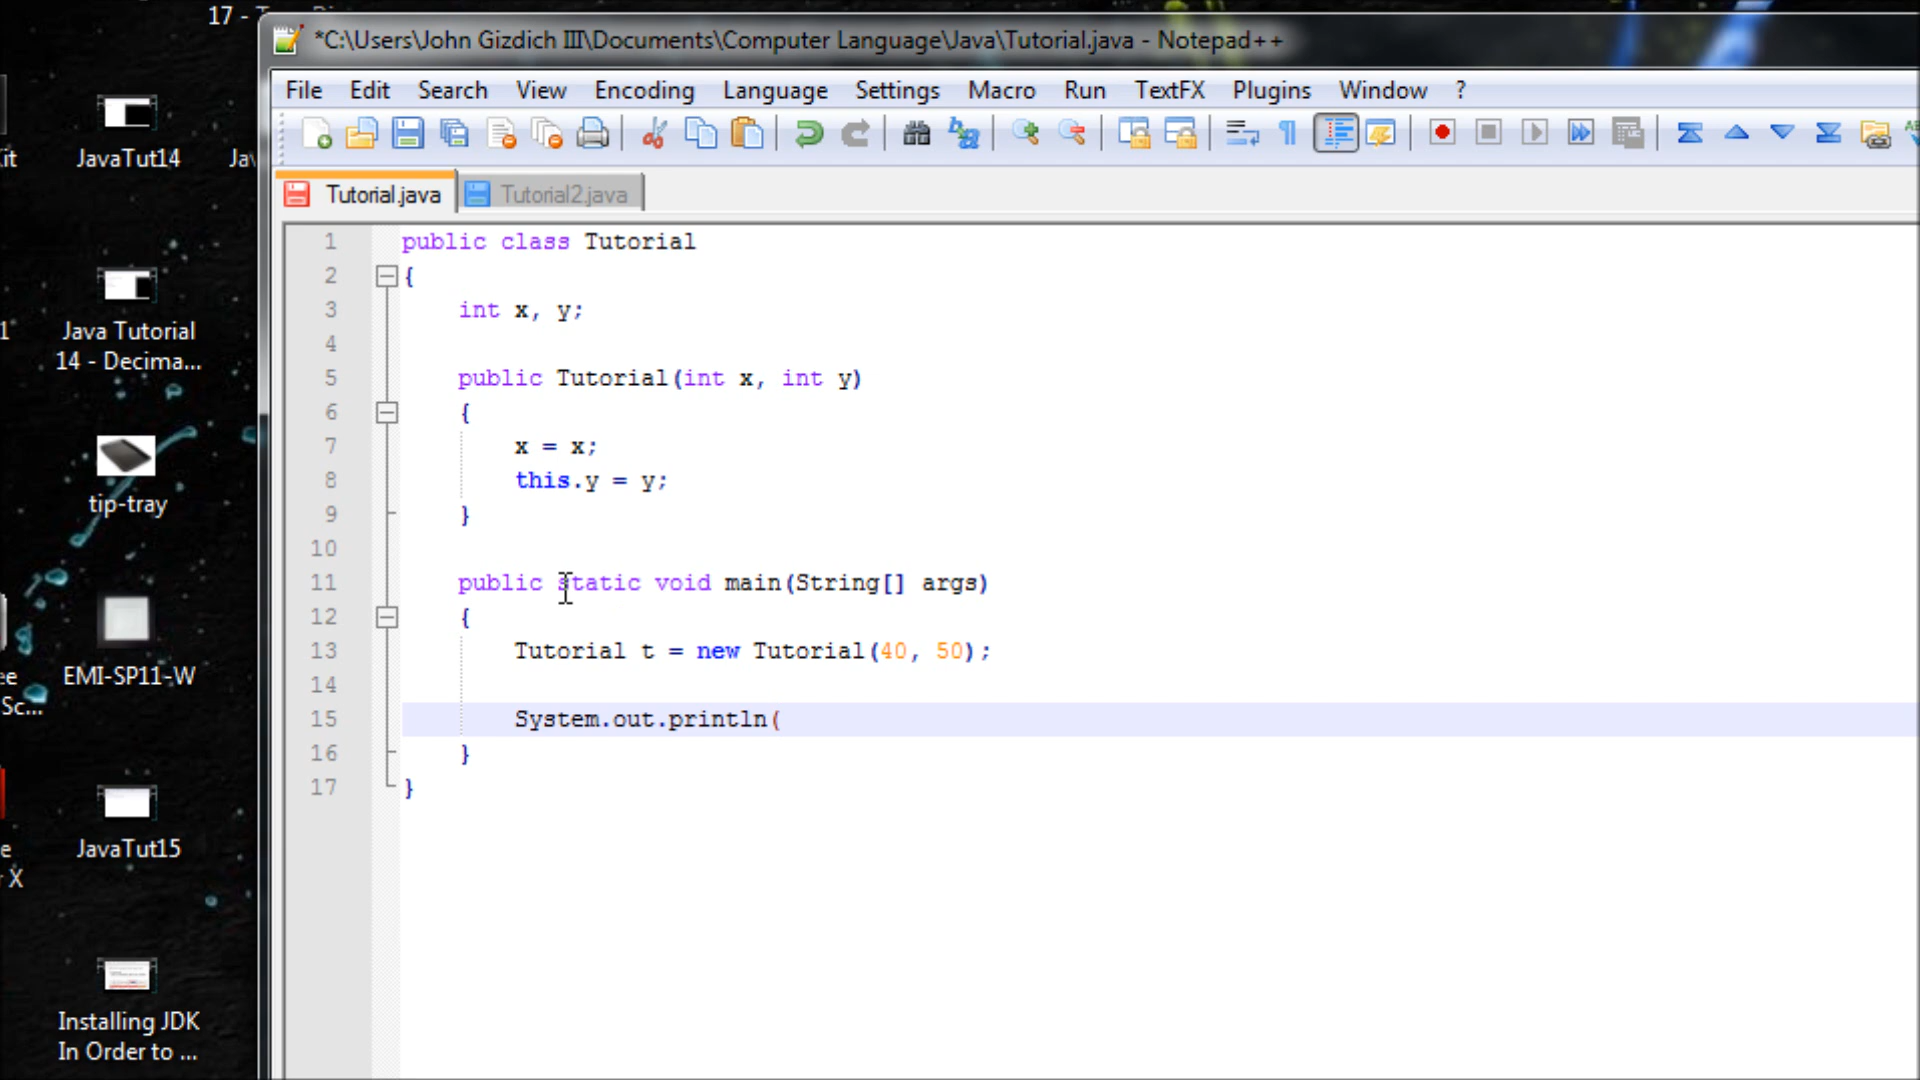 17 -
*C:\Users\John Gizdich III\Documents\Computer Language\Java\Tutorial.java - Notepad++
File Edit Search View Encoding Language Settings Macro Run TextFX Plugins Window ?
Tutorial.java Tutorial2.java
JavaTut14
Java Tutorial
14 - Decima...
tip-tray
EMI-SP11-W
Sc...
JavaTut15
X
Installing JDK
In Order to ...
1 public class Tutorial
2 {
3 int x, y;
4
5 public Tutorial(int x, int y)
6 {
7 x = x;
8 this.y = y;
9 }
10
11 public static void main(String[] args)
12 {
13 Tutorial t = new Tutorial(40, 50);
14
15 System.out.println(
16 }
17 }